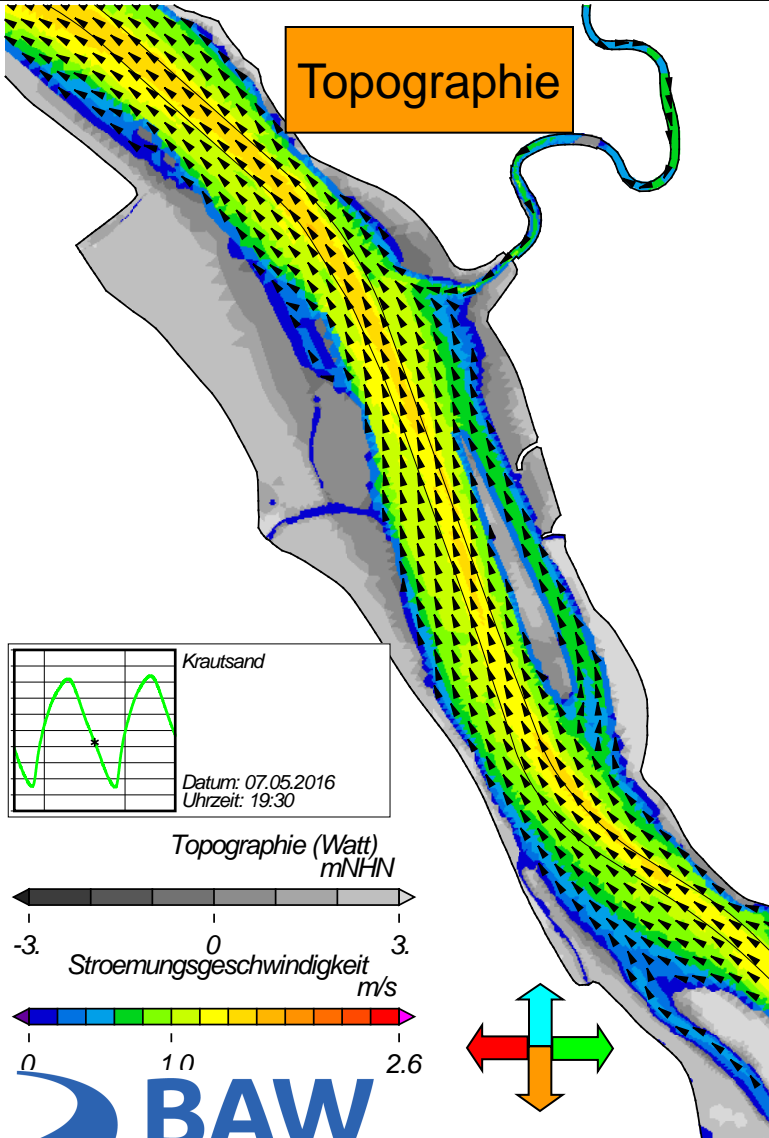 Topographie
Krautsand
Datum: 07.05.2016
Uhrzeit: 19:30
Topographie (Watt)
mNHN
-3. 0 3.
Stroemungsgeschwindigkeit
m/s
0 1.0 2.6
BAW